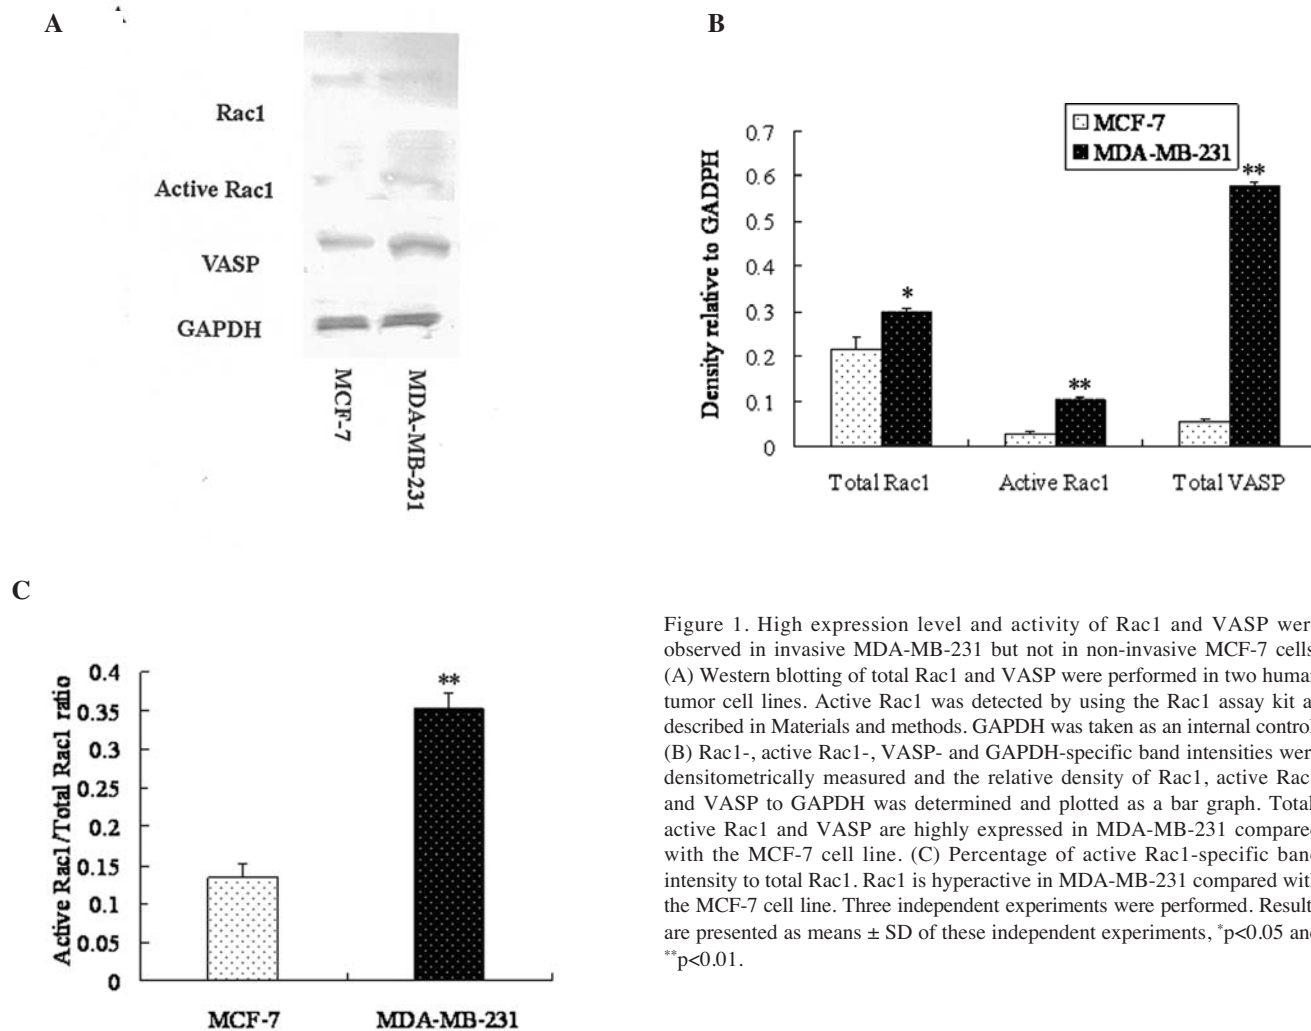 A
Rac1
Active Rac1
VASP
GAPDH
MCF-7
MDA-MB-231
B
MCF-7
MDA-MB-231
Density relative to GADPH
0.7
0.6
0.5
0.4
0.3
0.2
0.1
0
*
**
**
Total Rac1
Active Rac1
Total VASP
C
Active Rac1/Total Rac1 ratio
0.4
0.35
0.3
0.25
0.2
0.15
0.1
0.05
0
**
MCF-7
MDA-MB-231
Figure 1. High expression level and activity of Rac1 and VASP wer
observed in invasive MDA-MB-231 but not in non-invasive MCF-7 cells
(A) Western blotting of total Rac1 and VASP were performed in two human
tumor cell lines. Active Rac1 was detected by using the Rac1 assay kit a
described in Materials and methods. GAPDH was taken as an internal control
(B) Rac1-, active Rac1-, VASP- and GAPDH-specific band intensities wer
densitometrically measured and the relative density of Rac1, active Rac
and VASP to GAPDH was determined and plotted as a bar graph. Total
active Rac1 and VASP are highly expressed in MDA-MB-231 compared
with the MCF-7 cell line. (C) Percentage of active Rac1-specific band
intensity to total Rac1. Rac1 is hyperactive in MDA-MB-231 compared wit
the MCF-7 cell line. Three independent experiments were performed. Result
are presented as means ± SD of these independent experiments, *p<0.05 and
**p<0.01.